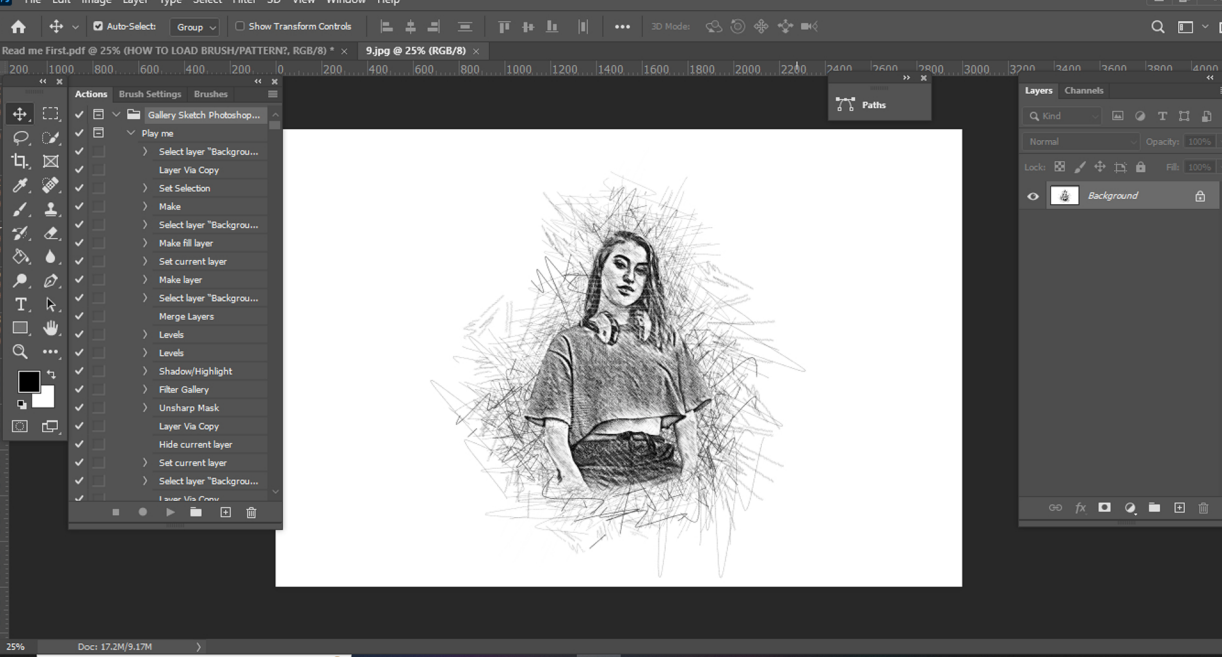 File Edit Image Layer Type Select Filter 3D View Window Help
Auto-Select: Group Show Transform Controls ••• 3D Mode:
Read me First.pdf @ 25% (HOW TO LOAD BRUSH/PATTERN?, RGB/8) * × 9.jpg @ 25% (RGB/8) ×
200 1000 800 600 400 200 0 200 400 600 800 1000 1200 1400 1600 1800 2000 2200 2400 2600 2800 3000 3200 3400 3600 3800 4000
Actions Brush Settings Brushes
Gallery Sketch Photoshop...
Play me
Select layer "Backgrou...
Layer Via Copy
Set Selection
Make
Select layer "Backgrou...
Make fill layer
Set current layer
Make layer
Select layer "Backgrou...
Merge Layers
Levels
Levels
Shadow/Highlight
Filter Gallery
Unsharp Mask
Layer Via Copy
Hide current layer
Set current layer
Select layer "Backgrou...
Layer Via Copy
Paths
Layers Channels
Kind
Normal Opacity: 100%
Lock: Fill: 100%
Background
25% Doc: 17.2M/9.17M